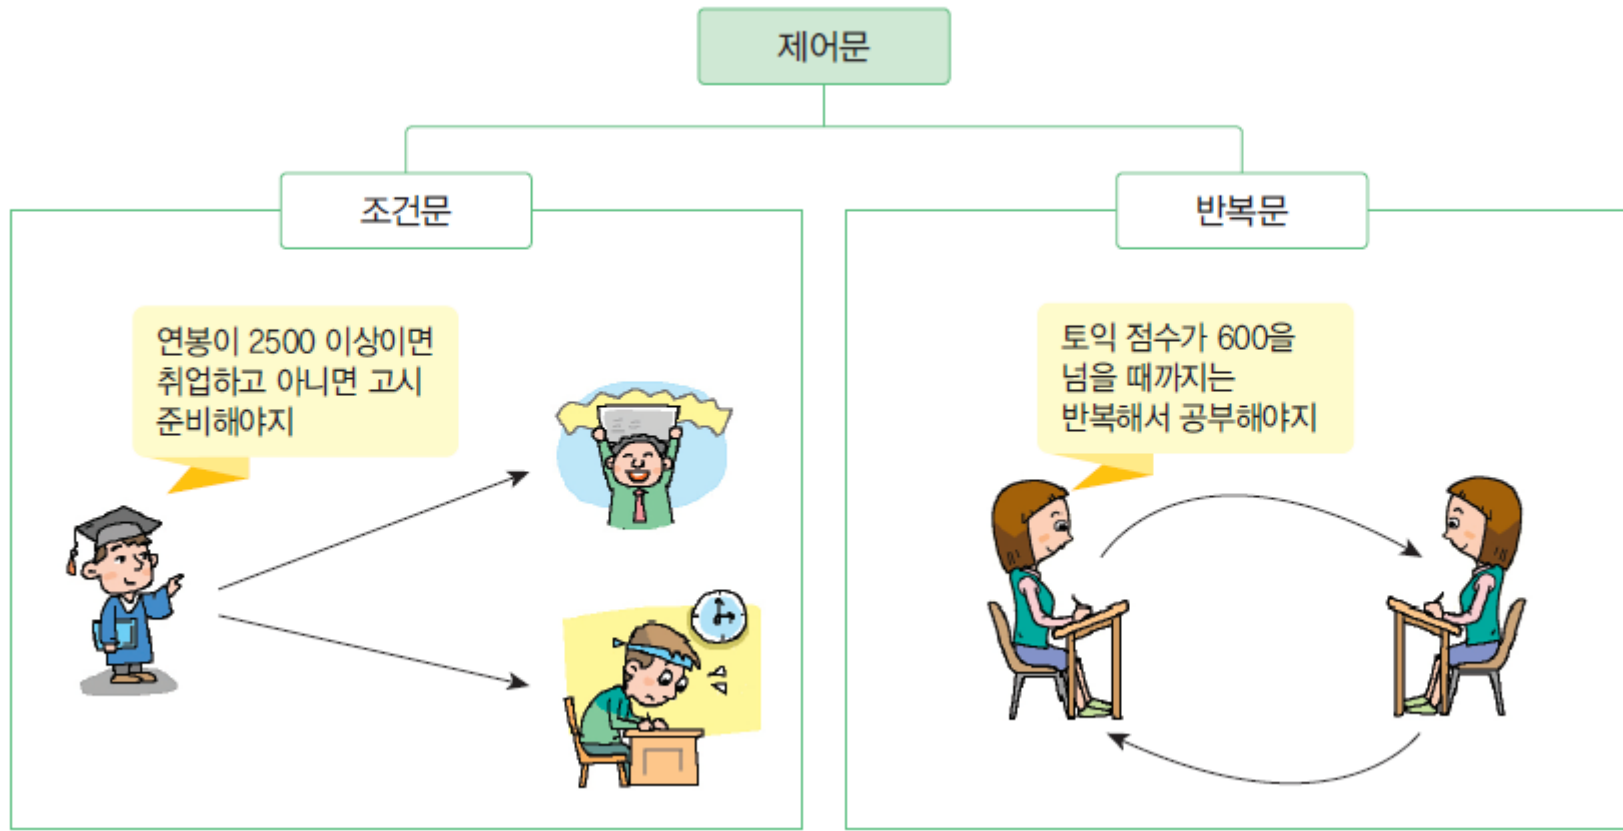 제어문
조건문
연봉이 2500 이상이면
취업하고 아니면 고시
준비해야지
반복문
토익 점수가 600을
넘을 때까지는
반복해서 공부해야지